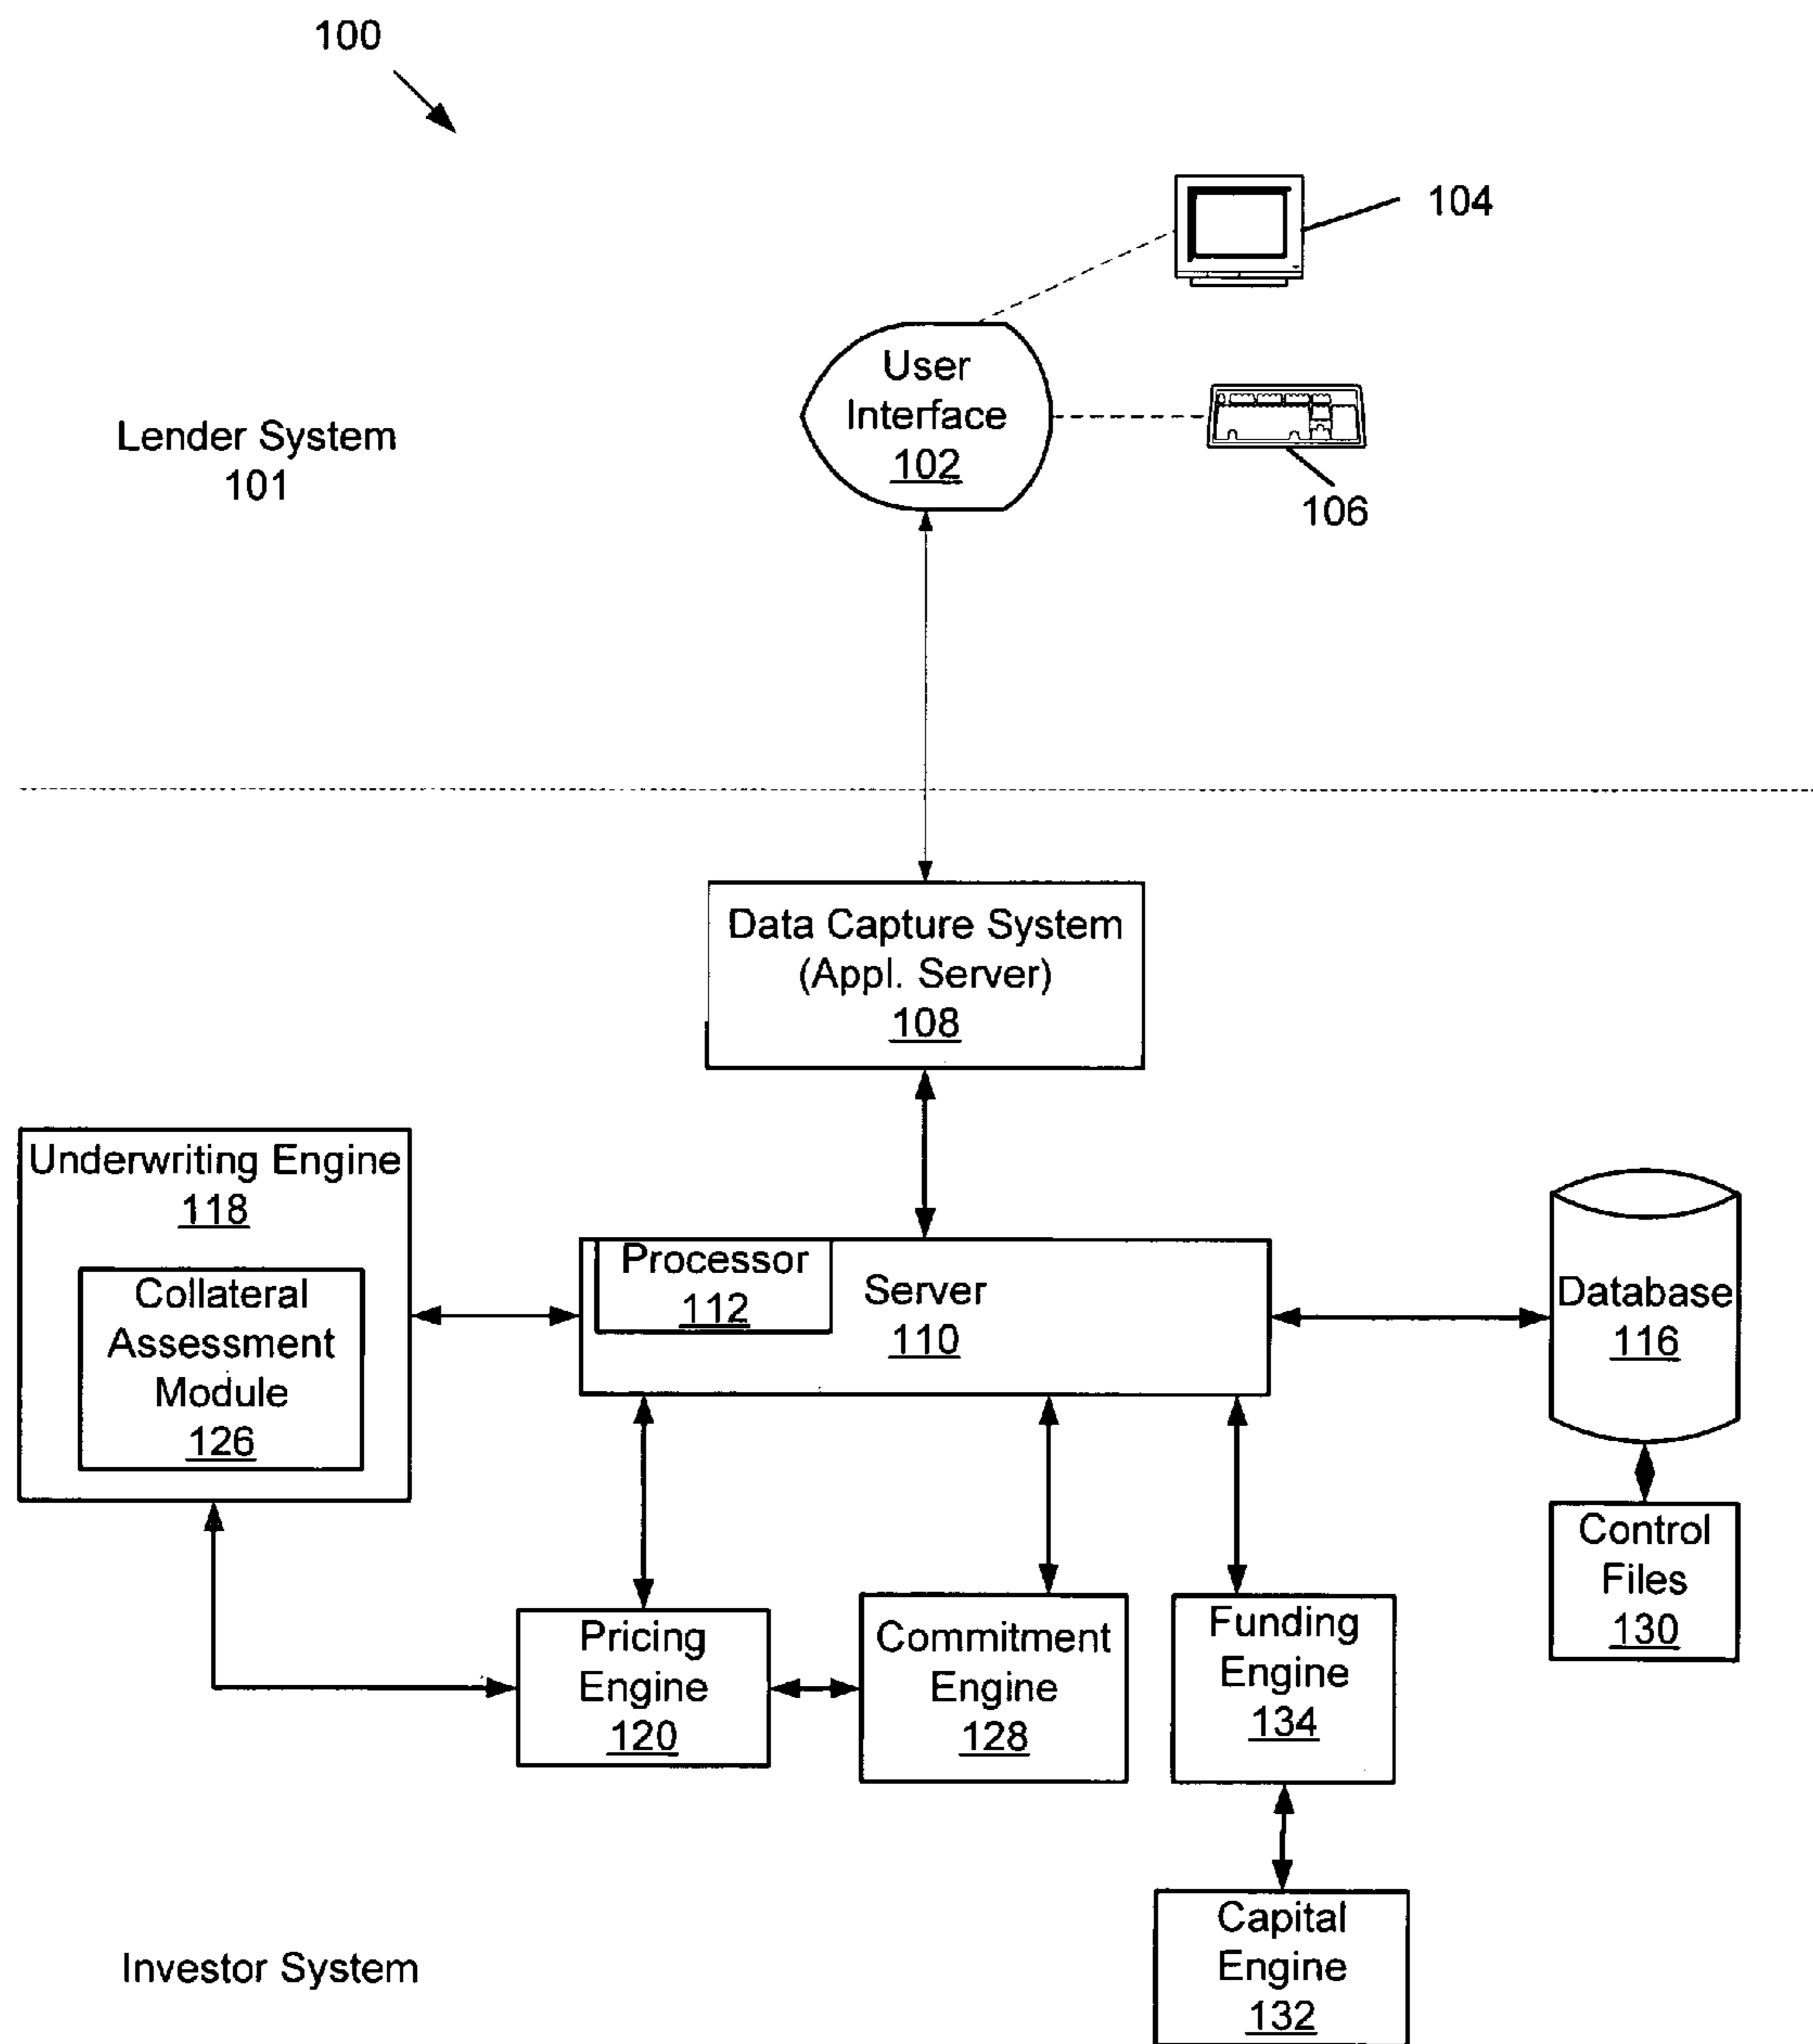 100
104
User
Interface
102
Lender System
101
106
Data Capture System
(Appl. Server)
108
Underwriting Engine
118
Collateral
Assessment
Module
126
Processor
112
Server
110
Database
116
Control
Files
130
Pricing
Engine
120
Commitment
Engine
128
Funding
Engine
134
Capital
Engine
132
Investor System